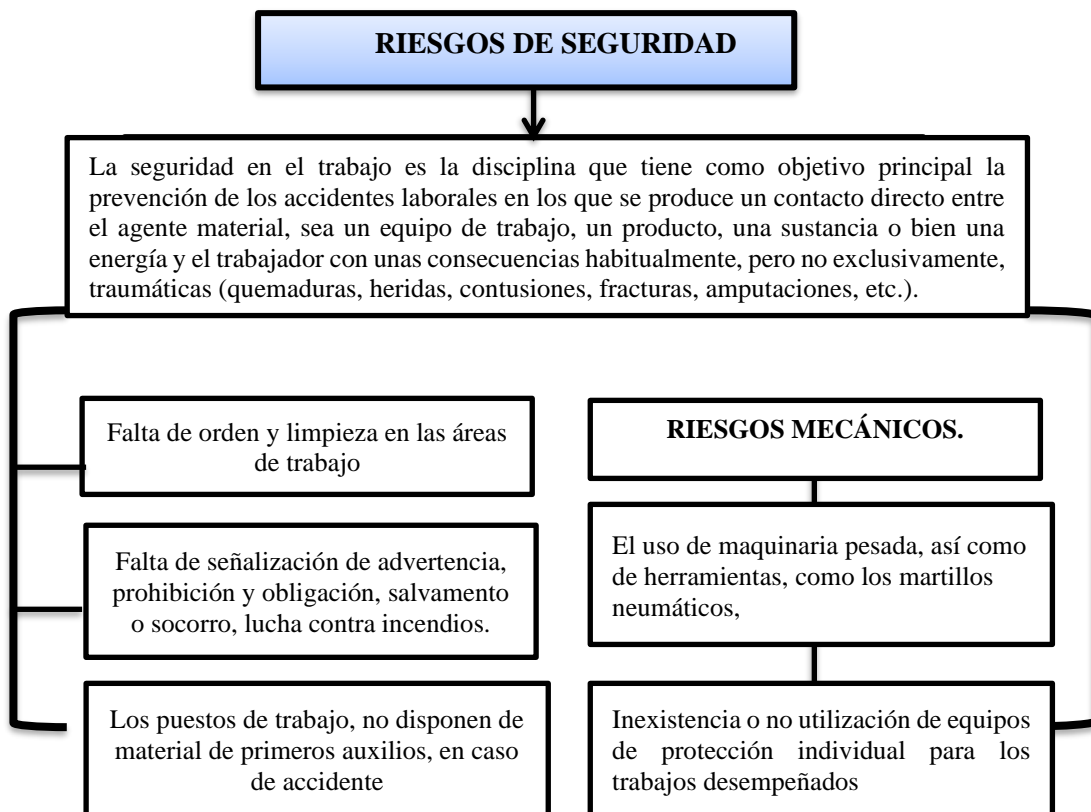 RIESGOS DE SEGURIDAD
La seguridad en el trabajo es la disciplina que tiene como objetivo principal la
prevención de los accidentes laborales en los que se produce un contacto directo entre
el agente material, sea un equipo de trabajo, un producto, una sustancia o bien una
energía y el trabajador con unas consecuencias habitualmente, pero no exclusivamente,
traumáticas (quemaduras, heridas, contusiones, fracturas, amputaciones, etc.).
Falta de orden y limpieza en las áreas
de trabajo
Falta de señalización de advertencia,
prohibición y obligación, salvamento
o socorro, lucha contra incendios.
Los puestos de trabajo, no disponen de
material de primeros auxilios, en caso
de accidente
RIESGOS MECÁNICOS.
El uso de maquinaria pesada, así como
de herramientas, como los martillos
neumáticos,
Inexistencia o no utilización de equipos
de protección individual para los
trabajos desempeñados